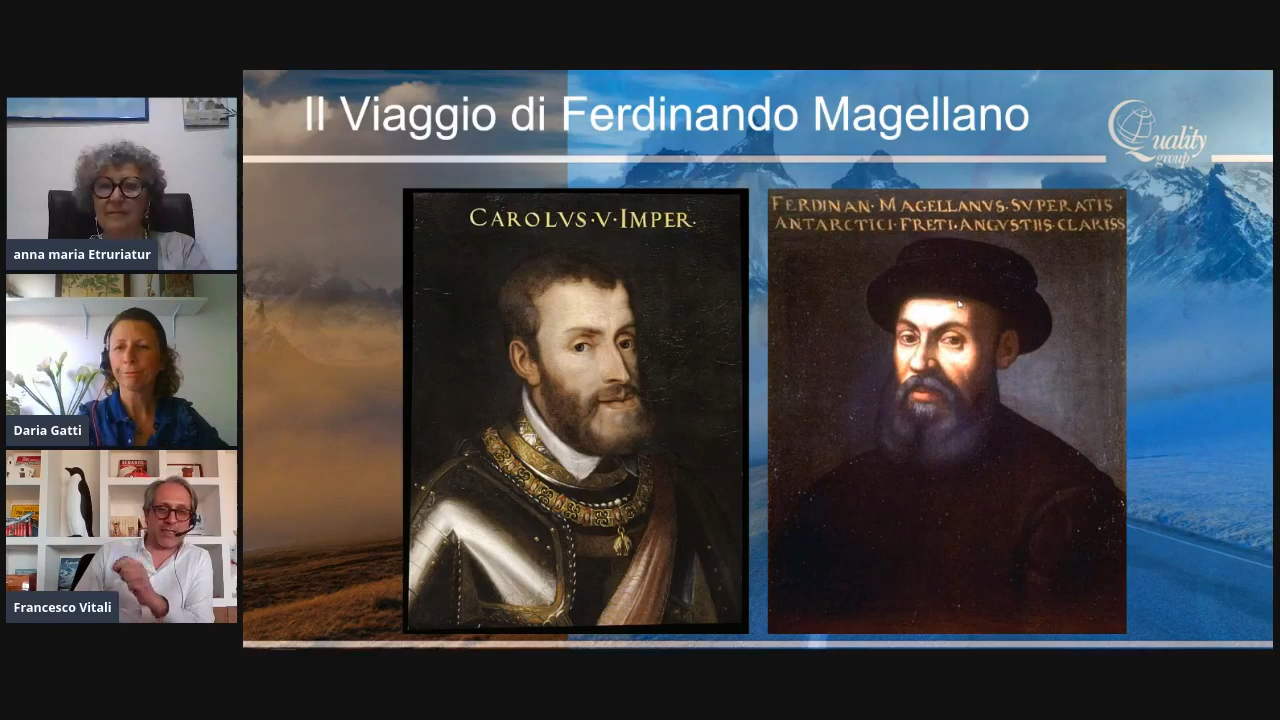 Il Viaggio di Ferdinando Magellano
Quality
group
CAROLVS·V·IMPER.
FERDINAN· MAGELLANVS·SVPERATIS
ANTARCTICI·FRETI·ANGVSTIIS·CLARISS
anna maria Etruriatur
Daria Gatti
Francesco Vitali